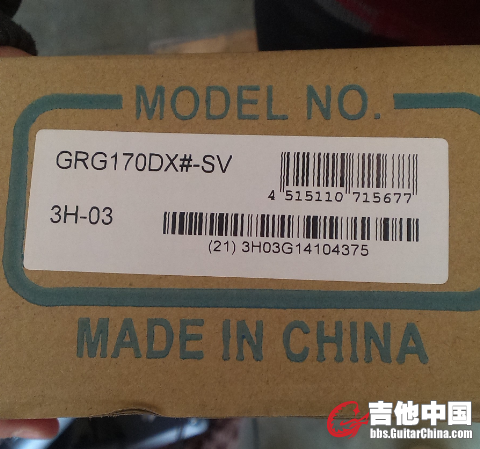 MODEL NO.
GRG170DX#-SV
4 515110 715677
3H-03
(21) 3H03G14104375
MADE IN CHINA
吉他中国
bbs.GuitarChina.com